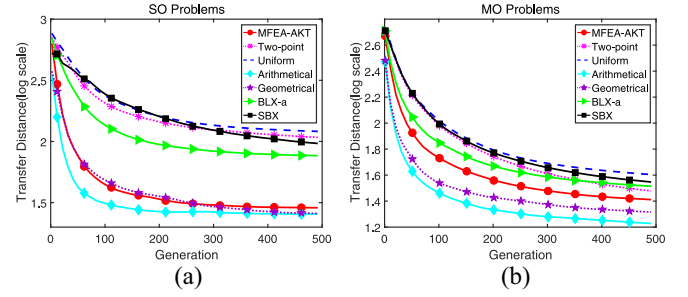 SO Problems
3
2.5
2
1.5
Transfer Distance(log scale)
0 100 200 300 400 500
Generation
MFEA-AKT
Two-point
Uniform
Arithmetical
Geometrical
BLX-a
SBX
(a)
MO Problems
2.6
2.4
2.2
2
1.8
1.6
1.4
1.2
Transfer Distance(log scale)
0 100 200 300 400 500
Generation
MFEA-AKT
Two-point
Uniform
Arithmetical
Geometrical
BLX-a
SBX
(b)